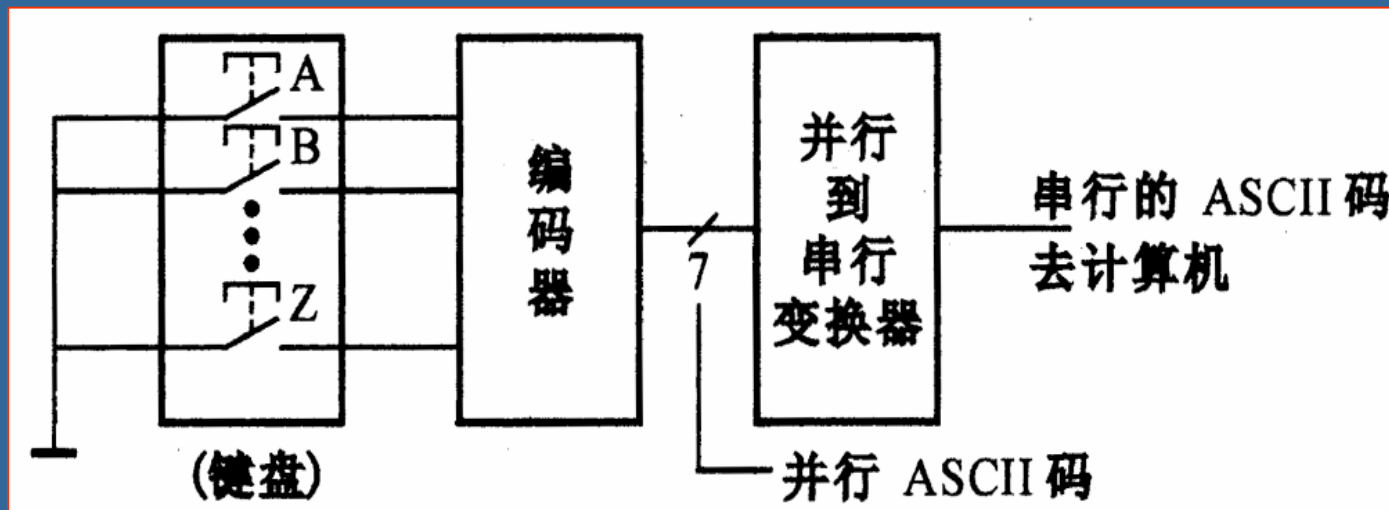 A
B
Z
(键盘)
编
码
器
7
并行
到
串行
变换器
并行 ASCII 码
串行的 ASCII 码
去计算机